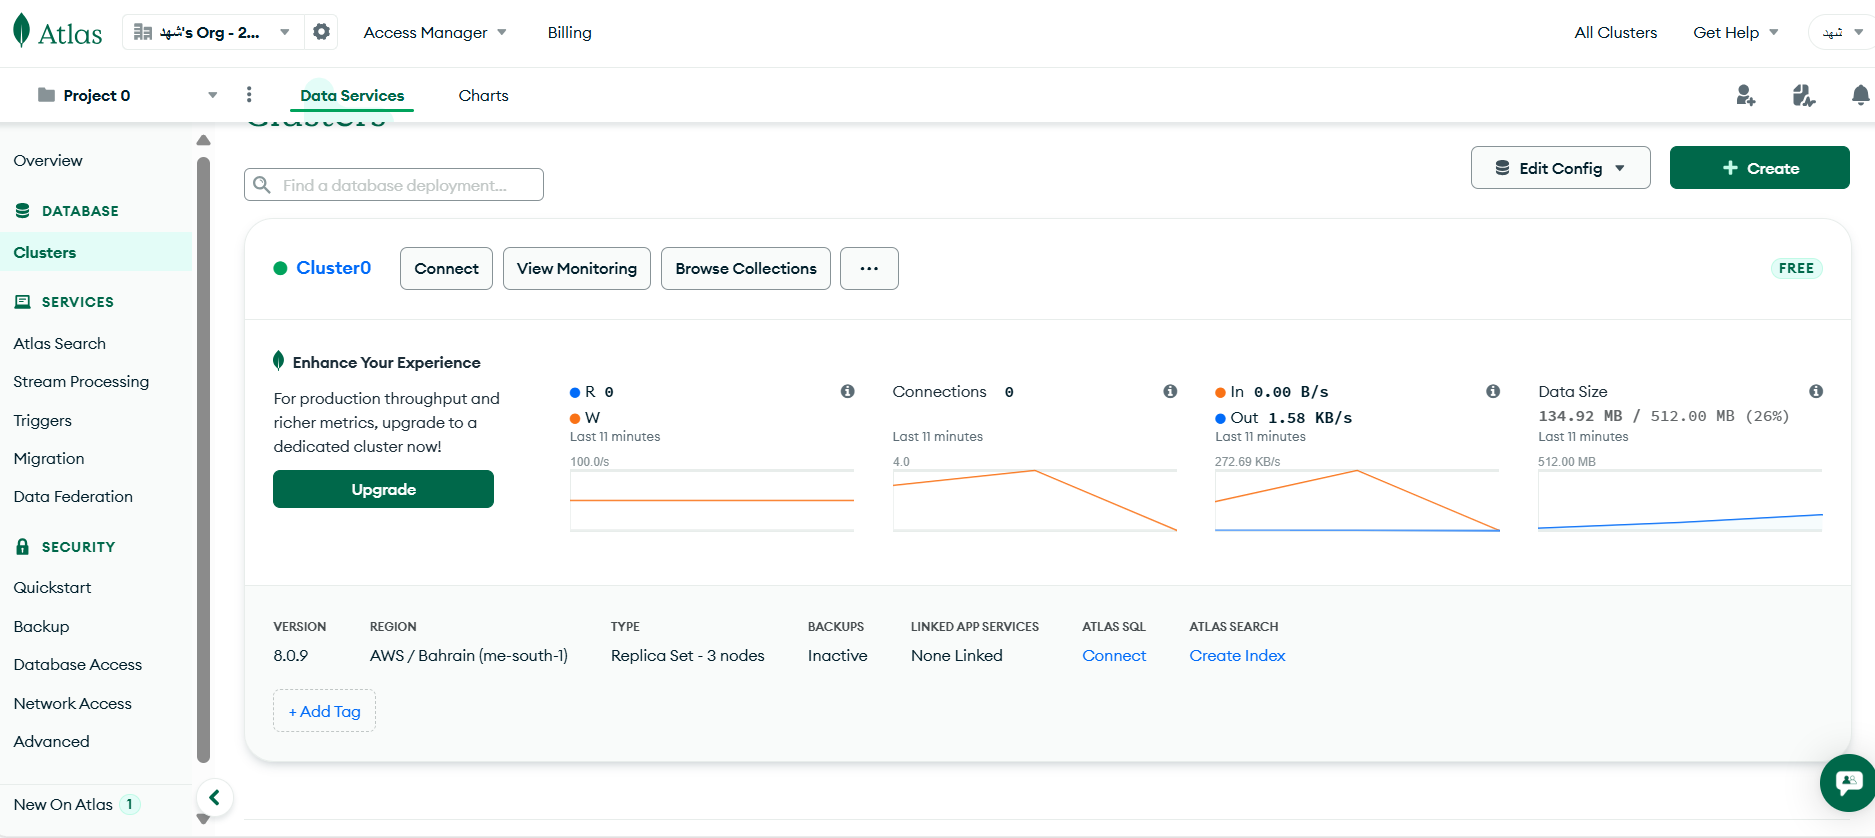 Atlas
شهد's Org - 2...
Access Manager
Billing
All Clusters
Get Help
شهد
Project 0
Data Services
Charts
Clusters
Overview
DATABASE
Clusters
SERVICES
Atlas Search
Stream Processing
Triggers
Migration
Data Federation
SECURITY
Quickstart
Backup
Database Access
Network Access
Advanced
New On Atlas 1
Find a database deployment...
Edit Config
+ Create
Cluster0
Connect
View Monitoring
Browse Collections
...
FREE
Enhance Your Experience
For production throughput and
richer metrics, upgrade to a
dedicated cluster now!
Upgrade
R 0
W
Last 11 minutes
100.0/s
Connections 0
Last 11 minutes
4.0
In 0.00 B/s
Out 1.58 KB/s
Last 11 minutes
272.69 KB/s
Data Size
134.92 MB / 512.00 MB (26%)
Last 11 minutes
512.00 MB
VERSION
8.0.9
REGION
AWS / Bahrain (me-south-1)
TYPE
Replica Set - 3 nodes
BACKUPS
Inactive
LINKED APP SERVICES
None Linked
ATLAS SQL
Connect
ATLAS SEARCH
Create Index
+ Add Tag